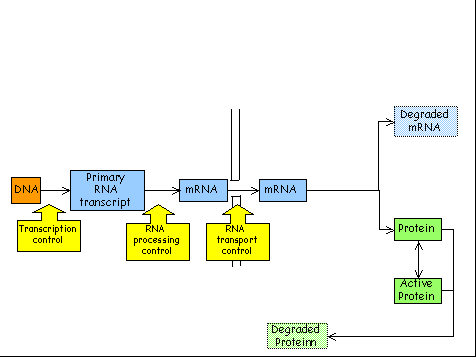 Degraded
mRNA
DNA
Primary
RNA
transcript
mRNA
mRNA
Transcription
control
RNA
processing
control
RNA
transport
control
Protein
Active
Protein
Degraded
Proteinn